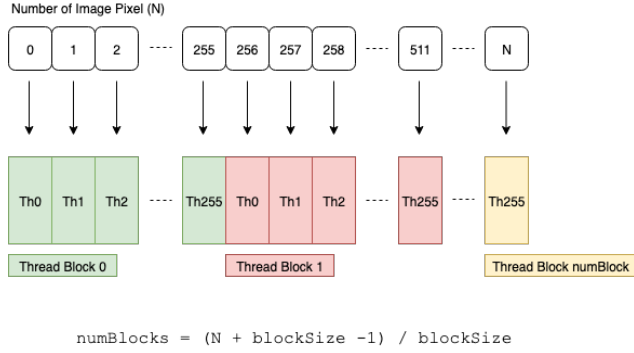 Number of Image Pixel (N)
0 1 2 255 256 257 258 511 N
Th0 Th1 Th2 Th255 Th0 Th1 Th2 Th255 Th255
Thread Block 0 Thread Block 1 Thread Block numBlock
numBlocks = (N + blockSize -1) / blockSize